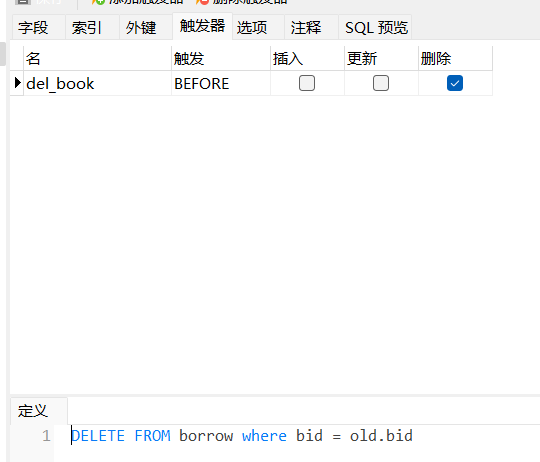 添加触发器 删除触发器
字段 索引 外键 触发器 选项 注释 SQL 预览
名 触发 插入 更新 删除
del_book BEFORE
定义
1 DELETE FROM borrow where bid = old.bid